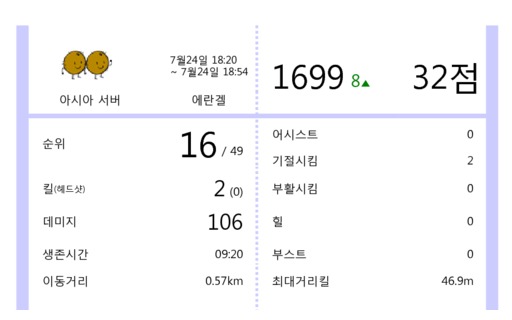 7월24일 18:20
~ 7월24일 18:54
아시아 서버 에란겔
1699 8▲ 32점
순위 16 / 49
킬(헤드샷) 2 (0)
데미지 106
생존시간 09:20
이동거리 0.57km
어시스트 0
기절시킴 2
부활시킴 0
힐 0
부스트 0
최대거리킬 46.9m